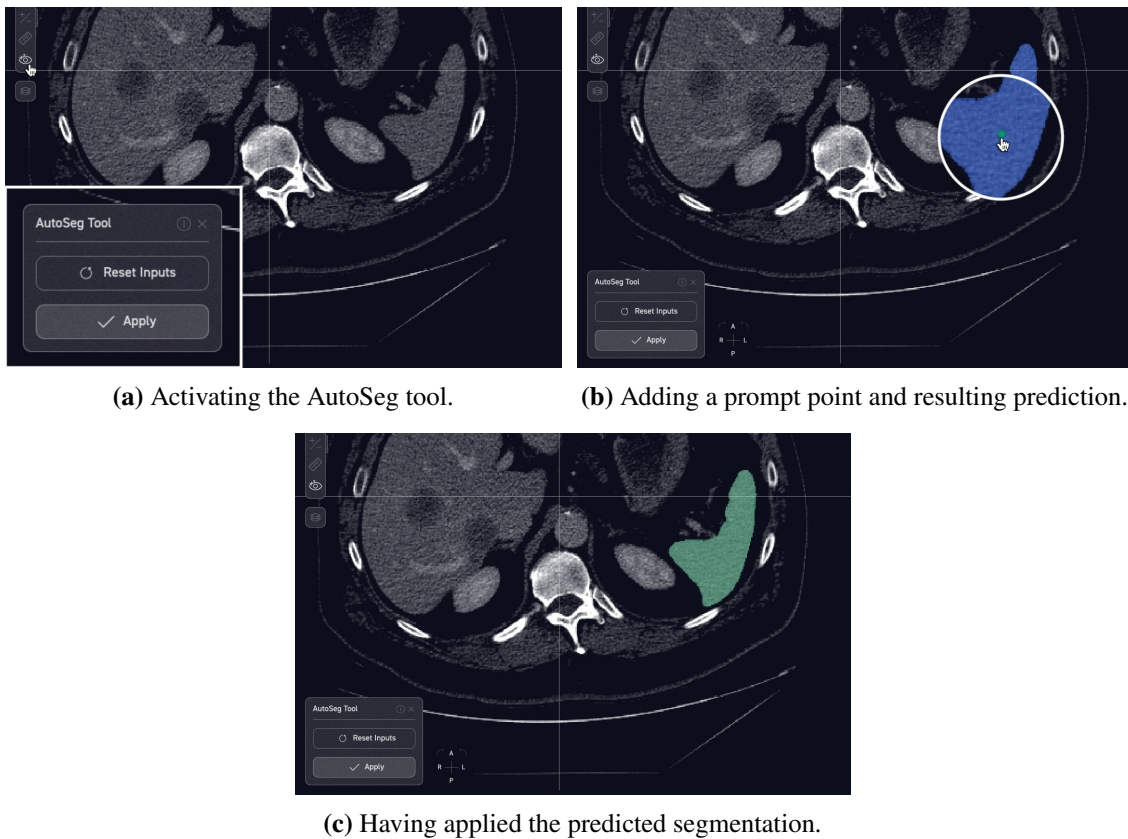 AutoSeg Tool
Reset Inputs
Apply
(a) Activating the AutoSeg tool.
AutoSeg Tool
Reset Inputs
Apply
A
R L
P
(b) Adding a prompt point and resulting prediction.
AutoSeg Tool
Reset Inputs
Apply
A
R L
P
(c) Having applied the predicted segmentation.